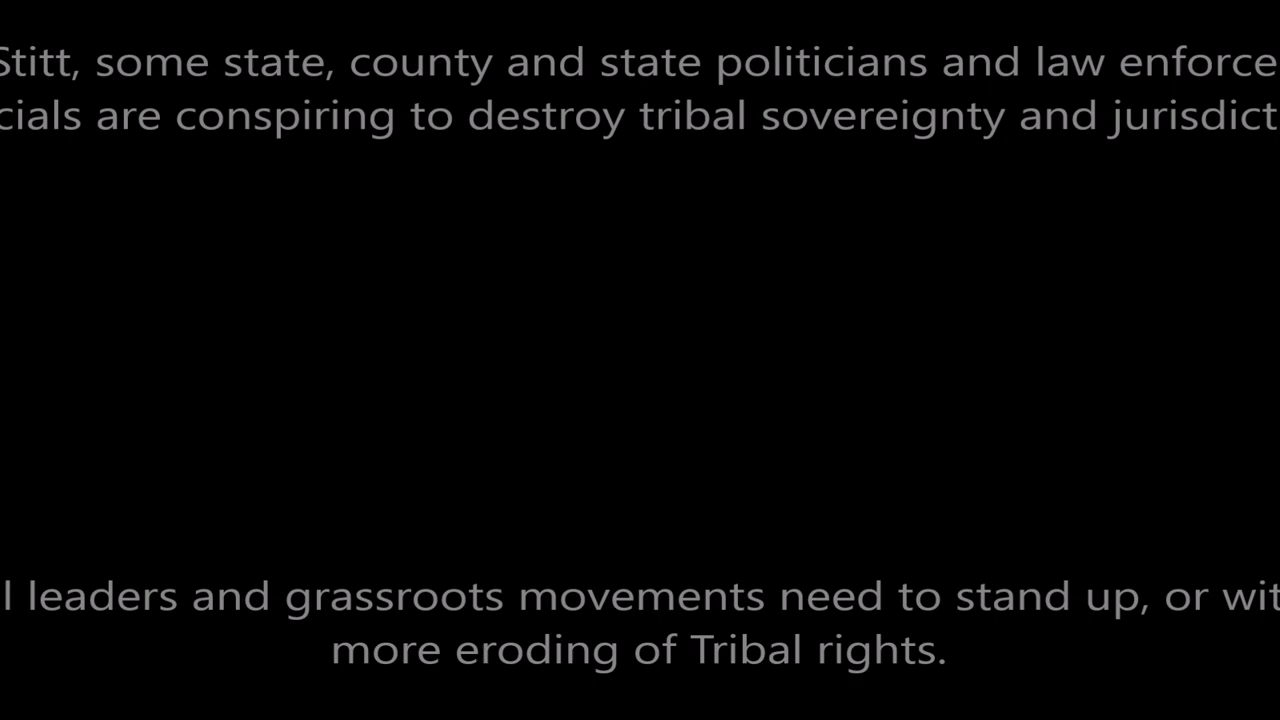 Stitt, some state, county and state politicians and law enforce
cials are conspiring to destroy tribal sovereignty and jurisdict
l leaders and grassroots movements need to stand up, or wit
more eroding of Tribal rights.